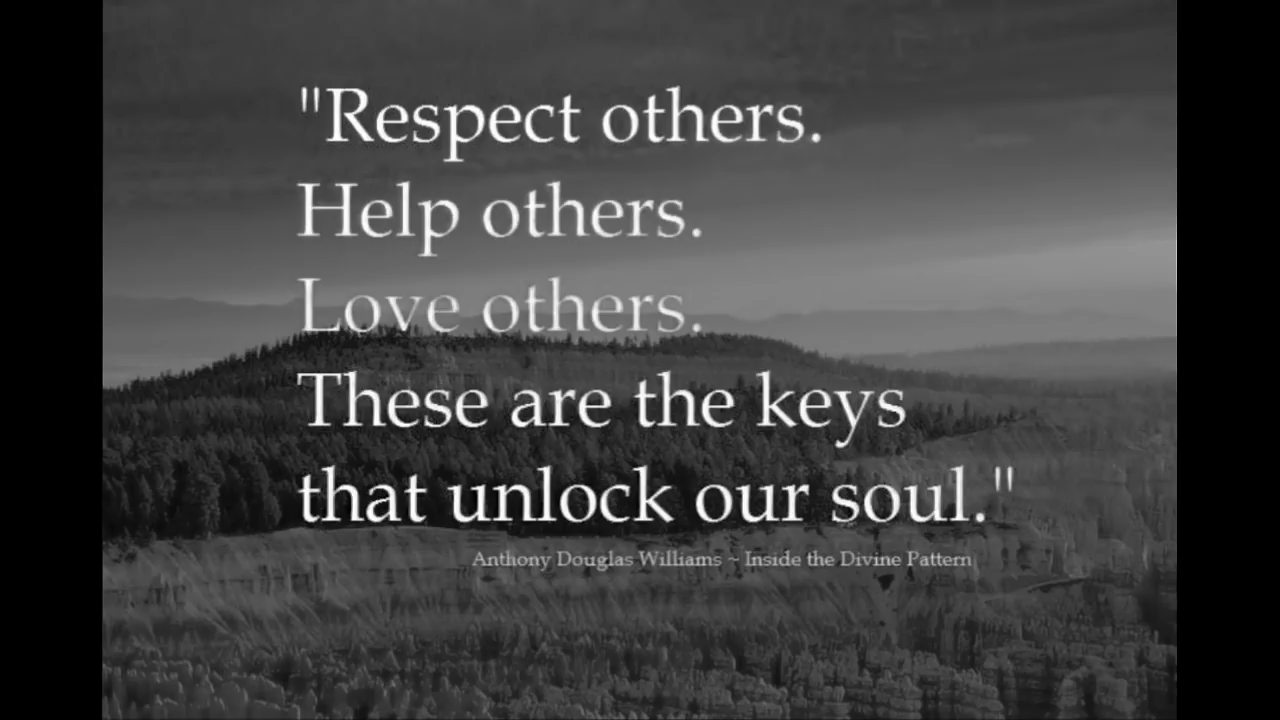 "Respect others.
Help others.
Love others.
These are the keys
that unlock our soul."
Anthony Douglas Williams ~ Inside the Divine Pattern